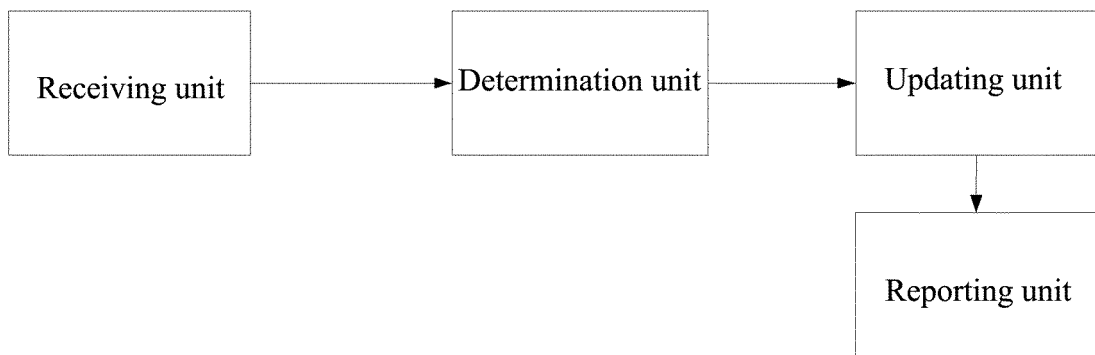 Receiving unit
Determination unit
Updating unit
Reporting unit